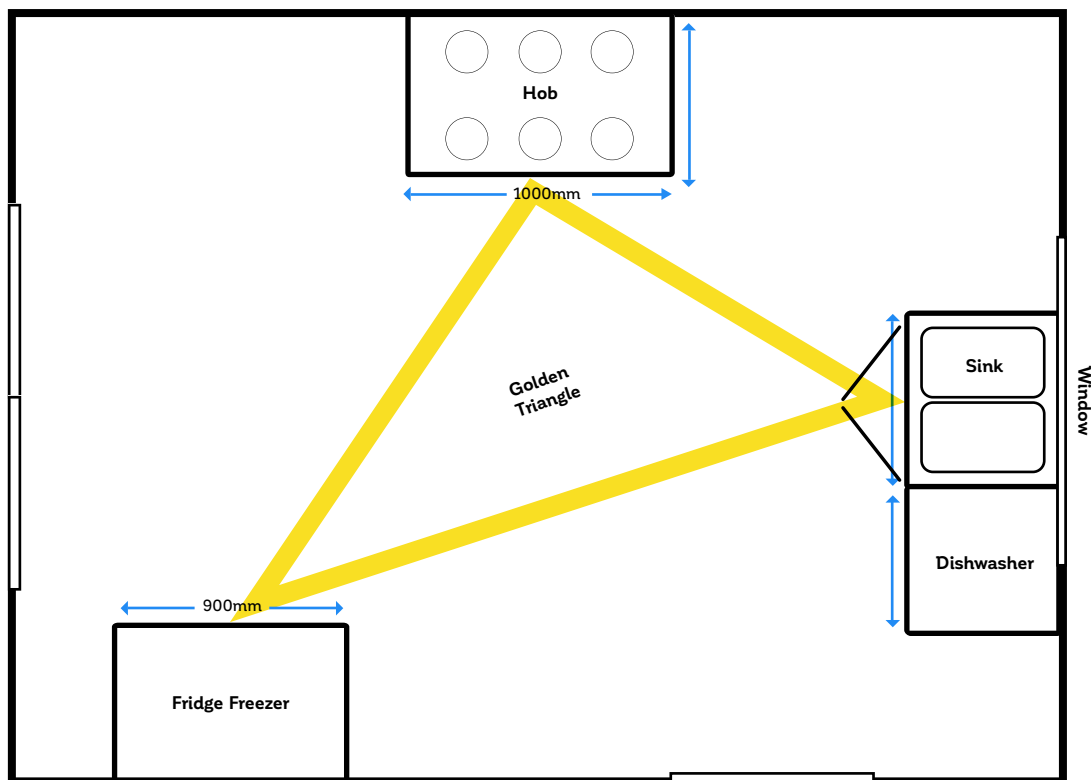 Hob
1000mm
Golden
Triangle
Sink
Window
Dishwasher
900mm
Fridge Freezer